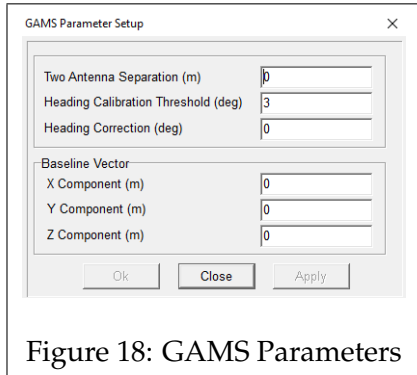 GAMS Parameter Setup
Two Antenna Separation (m) 0
Heading Calibration Threshold (deg) 3
Heading Correction (deg) 0
Baseline Vector
X Component (m) 0
Y Component (m) 0
Z Component (m) 0
Ok Close Apply
Figure 18: GAMS Parameters